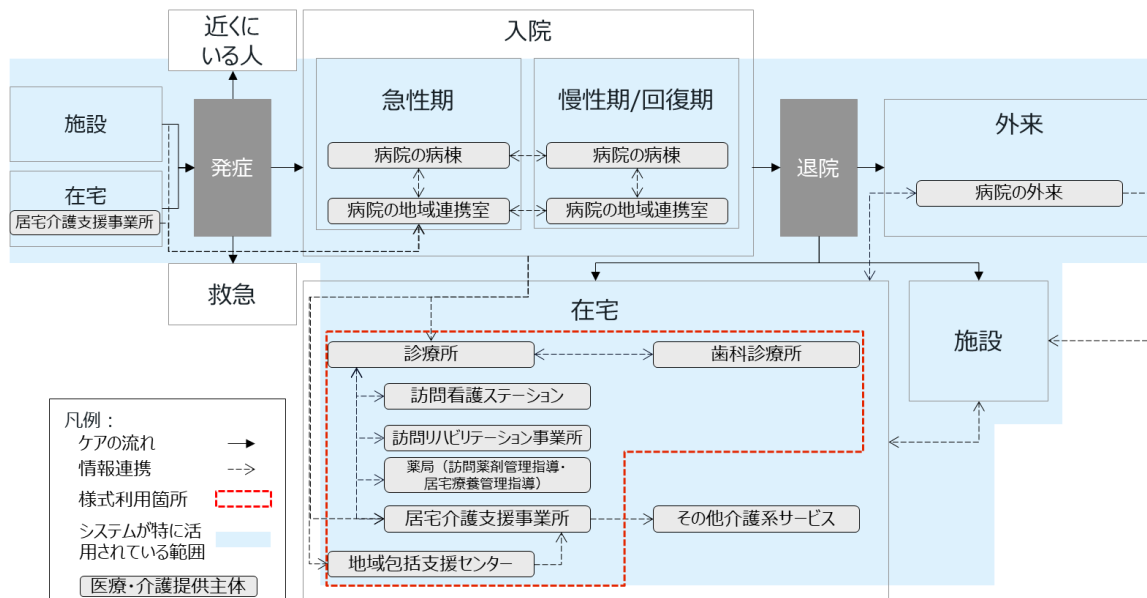 近くに
いる人
入院
急性期
慢性期/回復期
施設
発症
退院
外来
病院の病棟
病院の病棟
在宅
居宅介護支援事業所
病院の地域連携室
病院の地域連携室
病院の外来
救急
在宅
施設
診療所
歯科診療所
訪問看護ステーション
訪問リハビリテーション事業所
薬局（訪問薬剤管理指導・
居宅療養管理指導）
居宅介護支援事業所
その他介護系サービス
地域包括支援センター
凡例：
ケアの流れ
情報連携
様式利用箇所
システムが特に活
用されている範囲
医療・介護提供主体